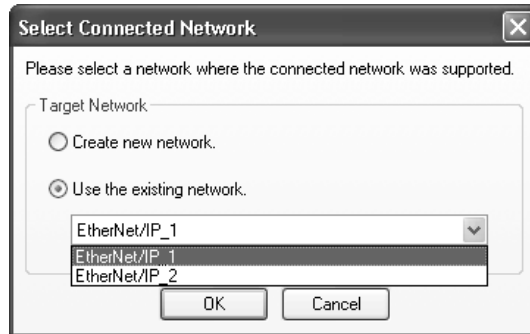 Select Connected Network
Please select a network where the connected network was supported.
Target Network
Create new network.
Use the existing network.
EtherNet/IP_1
EtherNet/IP_1
EtherNet/IP_2
OK Cancel